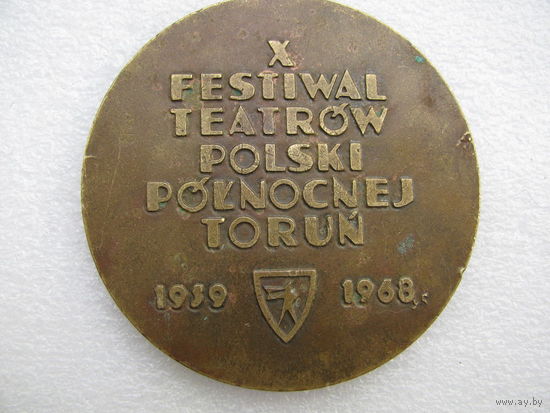 X
FESTIWAL
TEATRÓW
POLSKI
PÓŁNOCNEJ
TORUŃ
1959 1968
www.ay.by